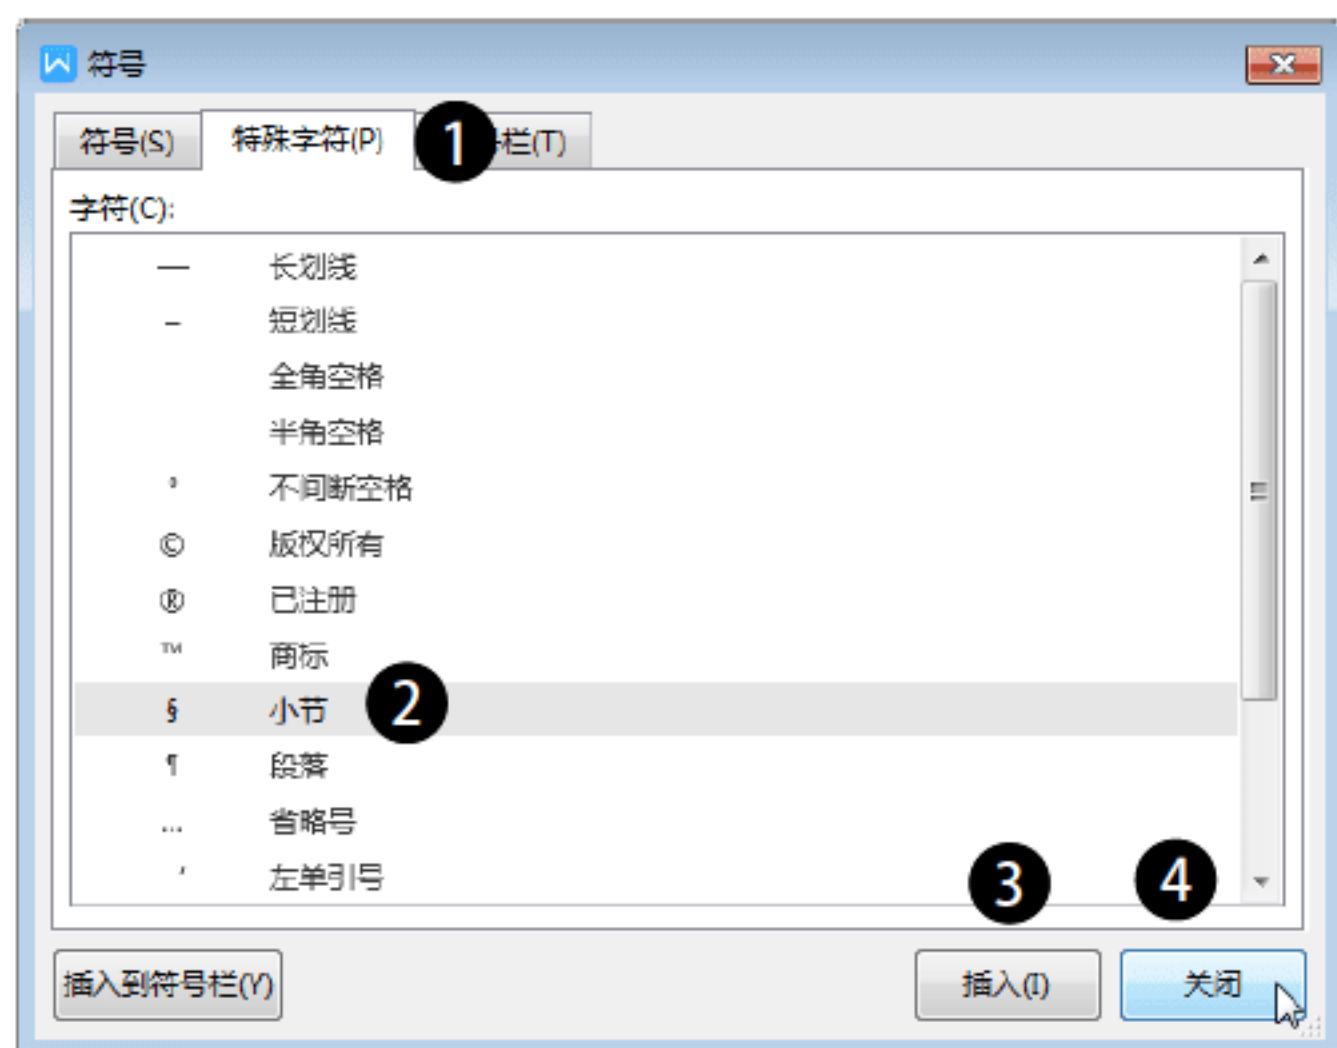 符号
符号(S) 特殊字符(P) 1 栏(T)
字符(C):
— 长划线
– 短划线
全角空格
半角空格
° 不间断空格
© 版权所有
® 已注册
™ 商标
§ 小节 2
¶ 段落
... 省略号
‘ 左单引号
3 4
插入到符号栏(Y) 插入(I) 关闭